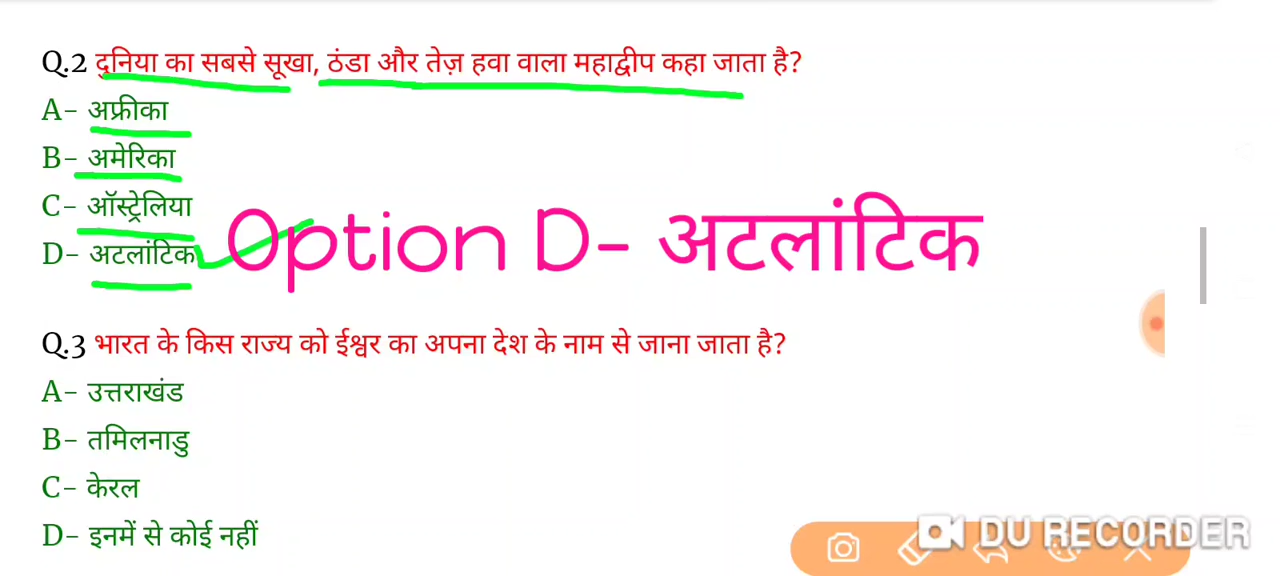 Q.2 दुनिया का सबसे सूखा, ठंडा और तेज़ हवा वाला महाद्वीप कहा जाता है?
A- अफ्रीका
B- अमेरिका
C- ऑस्ट्रेलिया
D- अटलांटिक
Option D- अटलांटिक
Q.3 भारत के किस राज्य को ईश्वर का अपना देश के नाम से जाना जाता है?
A- उत्तराखंड
B- तमिलनाडु
C- केरल
D- इनमें से कोई नहीं
DU RECORDER